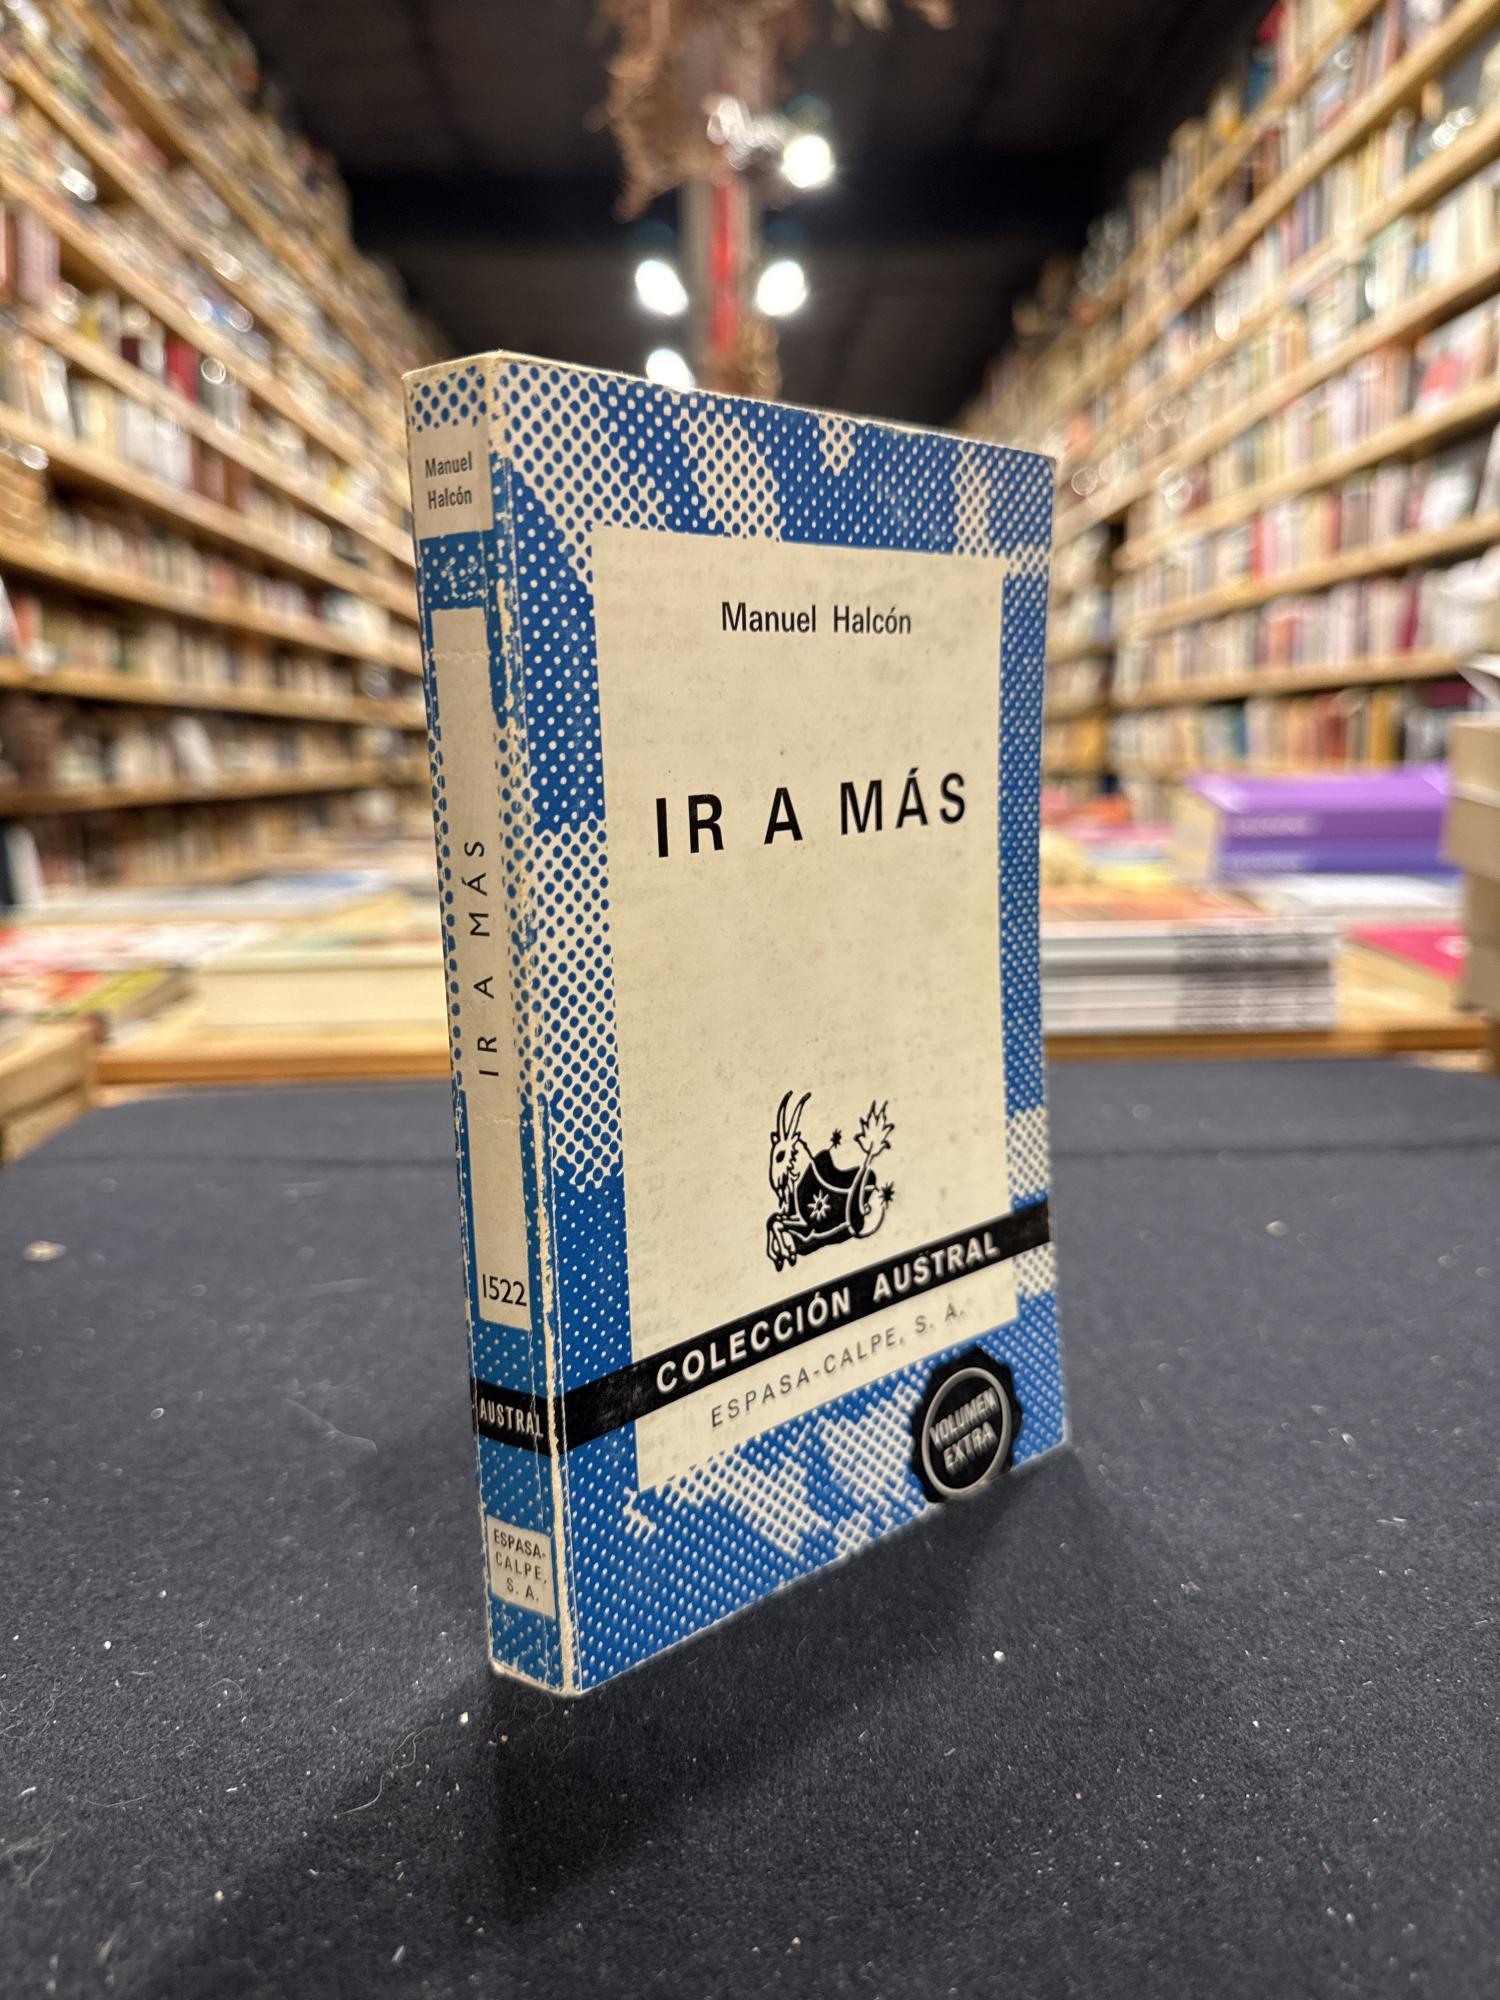 Manuel
Halcón
IR A MÁS
1522
AUSTRAL
ESPASA-
CALPE,
S. A.
Manuel Halcón
IR A MÁS
COLECCIÓN AUSTRAL
ESPASA-CALPE, S. A.
VOLUMEN
EXTRA